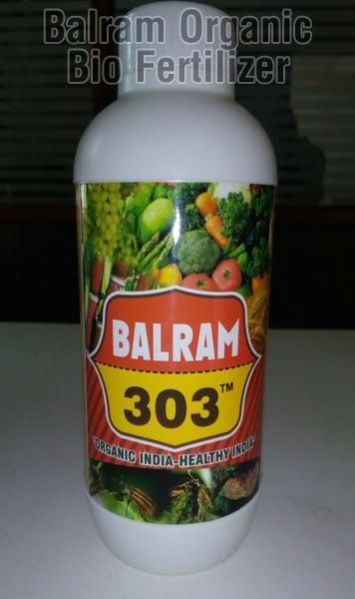 Balram Organic
Bio Fertilizer
BALRAM
303™
"ORGANIC INDIA-HEALTHY INDIA"